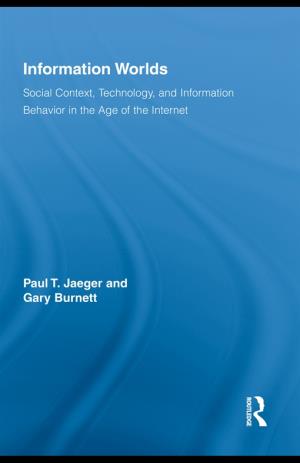 Information Worlds
Social Context, Technology, and Information
Behavior in the Age of the Internet
Paul T. Jaeger and
Gary Burnett
ROUTLEDGE